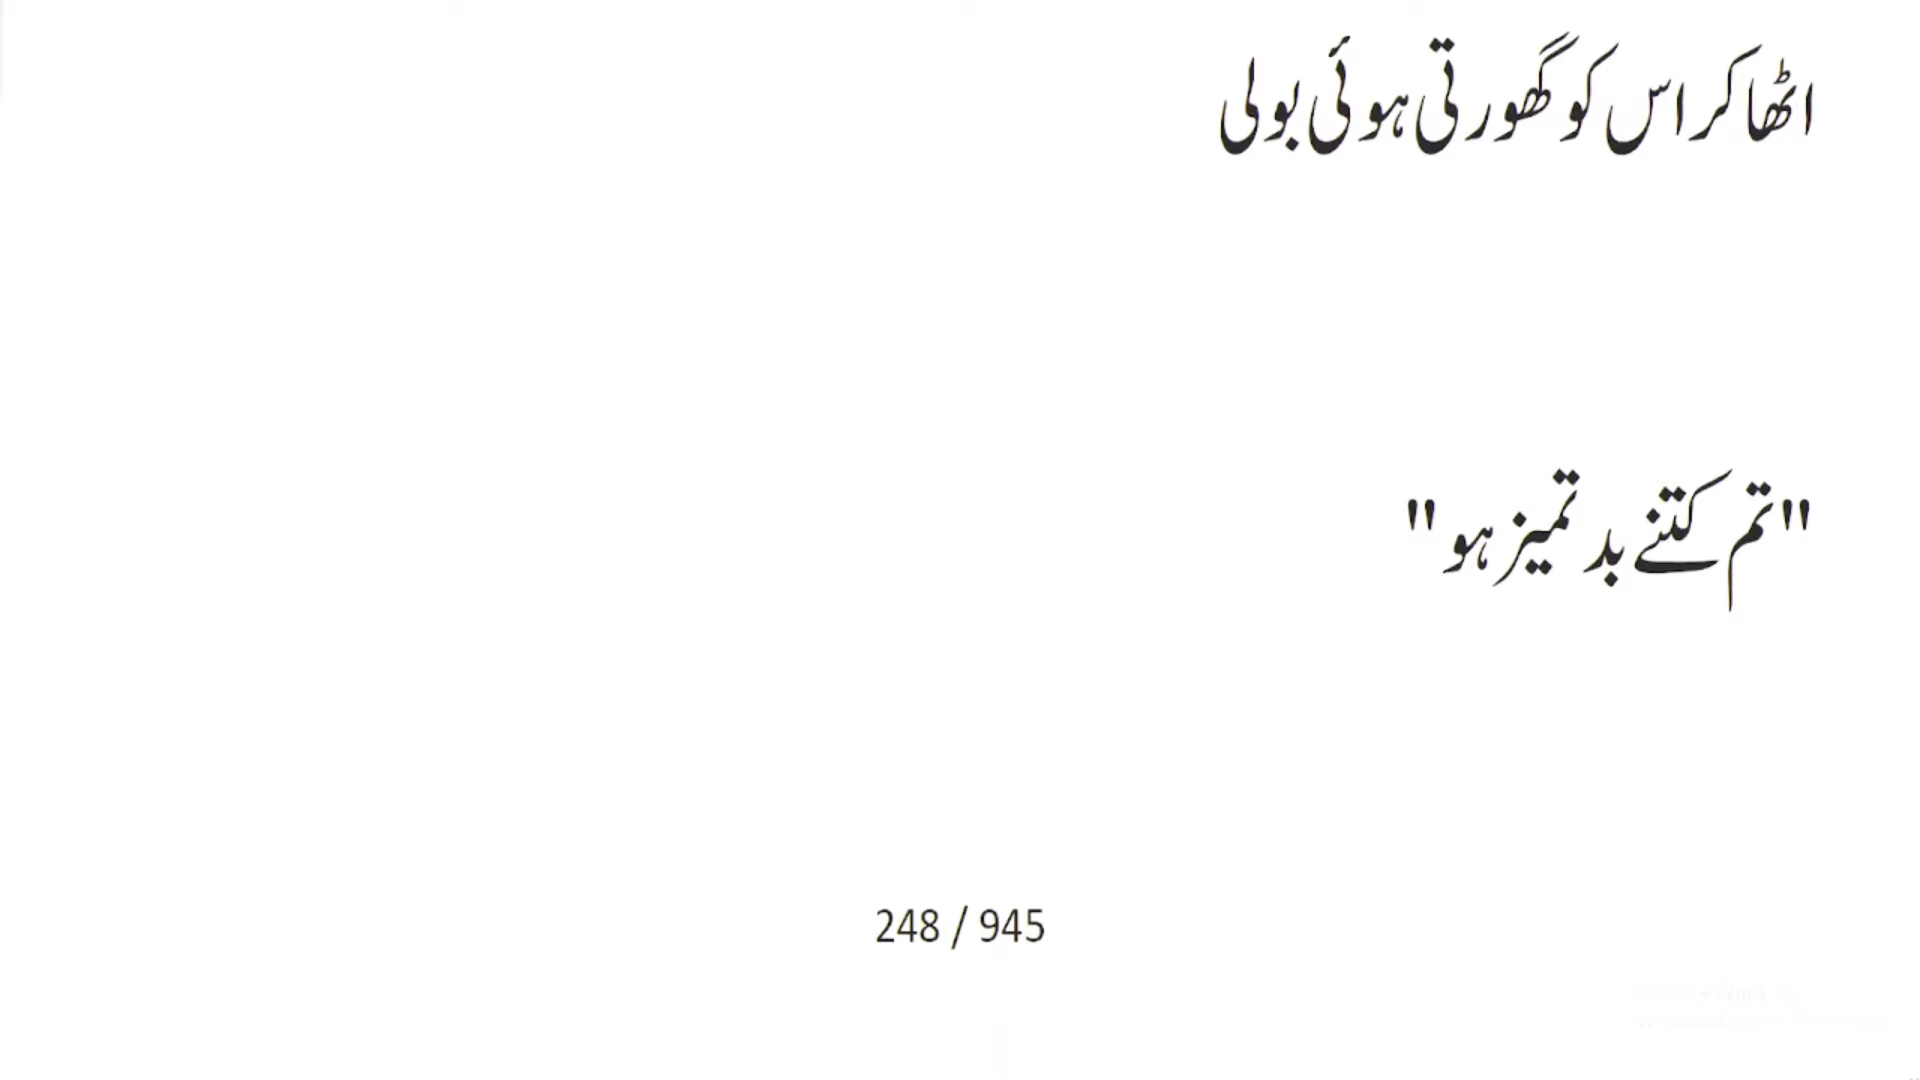 اٹھا کر اس کو گھورتی ہوئی بولی
"تم کتنے بد تمیز ہو"
248 / 945